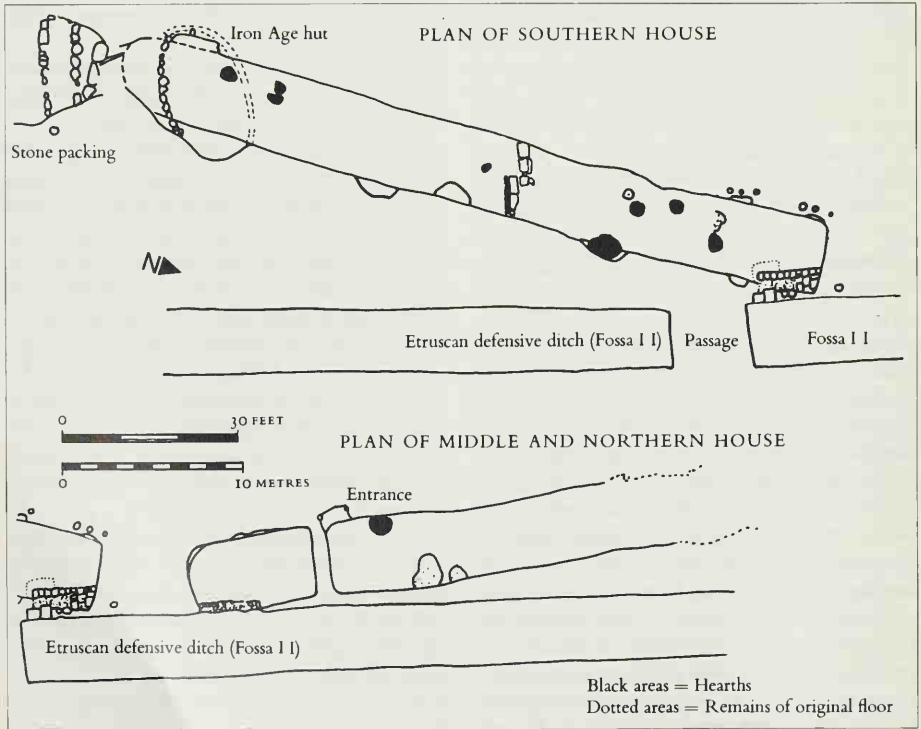 PLAN OF SOUTHERN HOUSE
Iron Age hut
Stone packing
N
Etruscan defensive ditch (Fossa I I)
Passage
Fossa I I
0 30 FEET
0 10 METRES
PLAN OF MIDDLE AND NORTHERN HOUSE
Entrance
Etruscan defensive ditch (Fossa I I)
Black areas = Hearths
Dotted areas = Remains of original floor